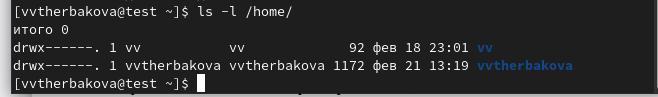 [vvtherbakova@test ~]$ ls -l /home/
итого 0
drwx------. 1 vv           vv             92 фев 18 23:01 vv
drwx------. 1 vvtherbakova vvtherbakova 1172 фев 21 13:19 vvtherbakova
[vvtherbakova@test ~]$